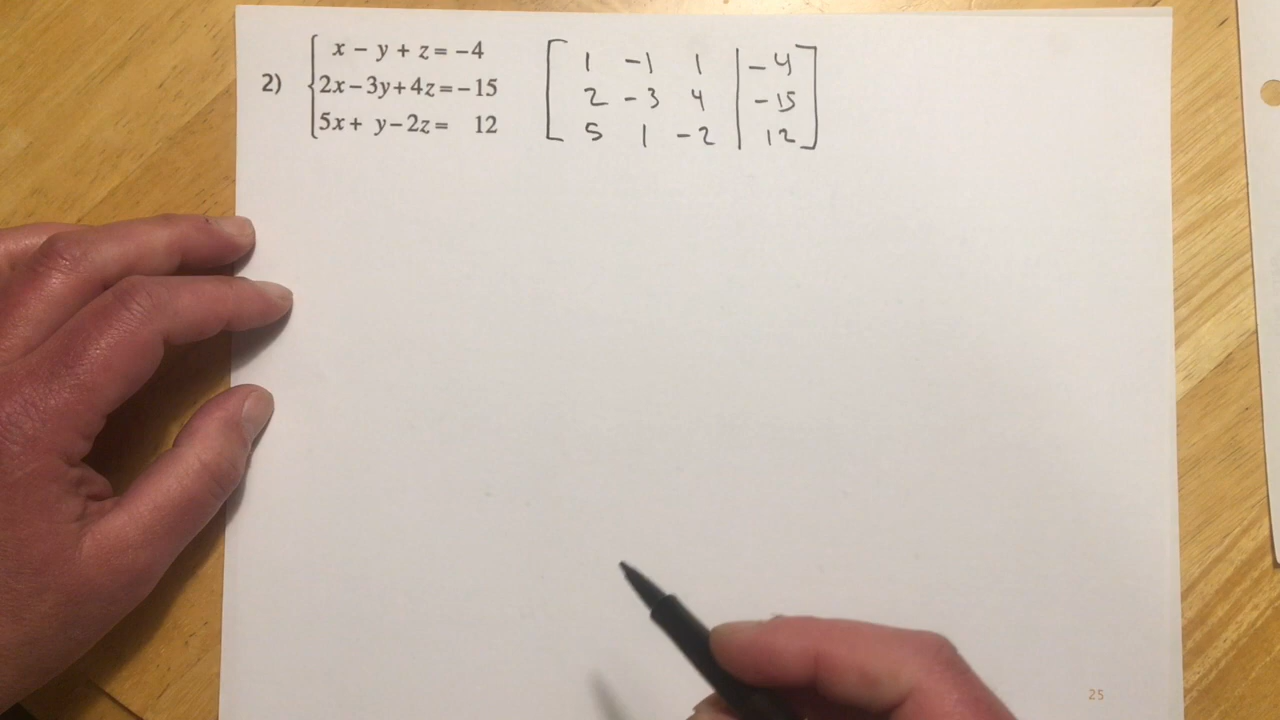 2) x − y + z = −4 1 −1 1 | −4
2x − 3y + 4z = −15 2 −3 4 | −15
5x + y − 2z = 12 5 1 −2 | 12
25